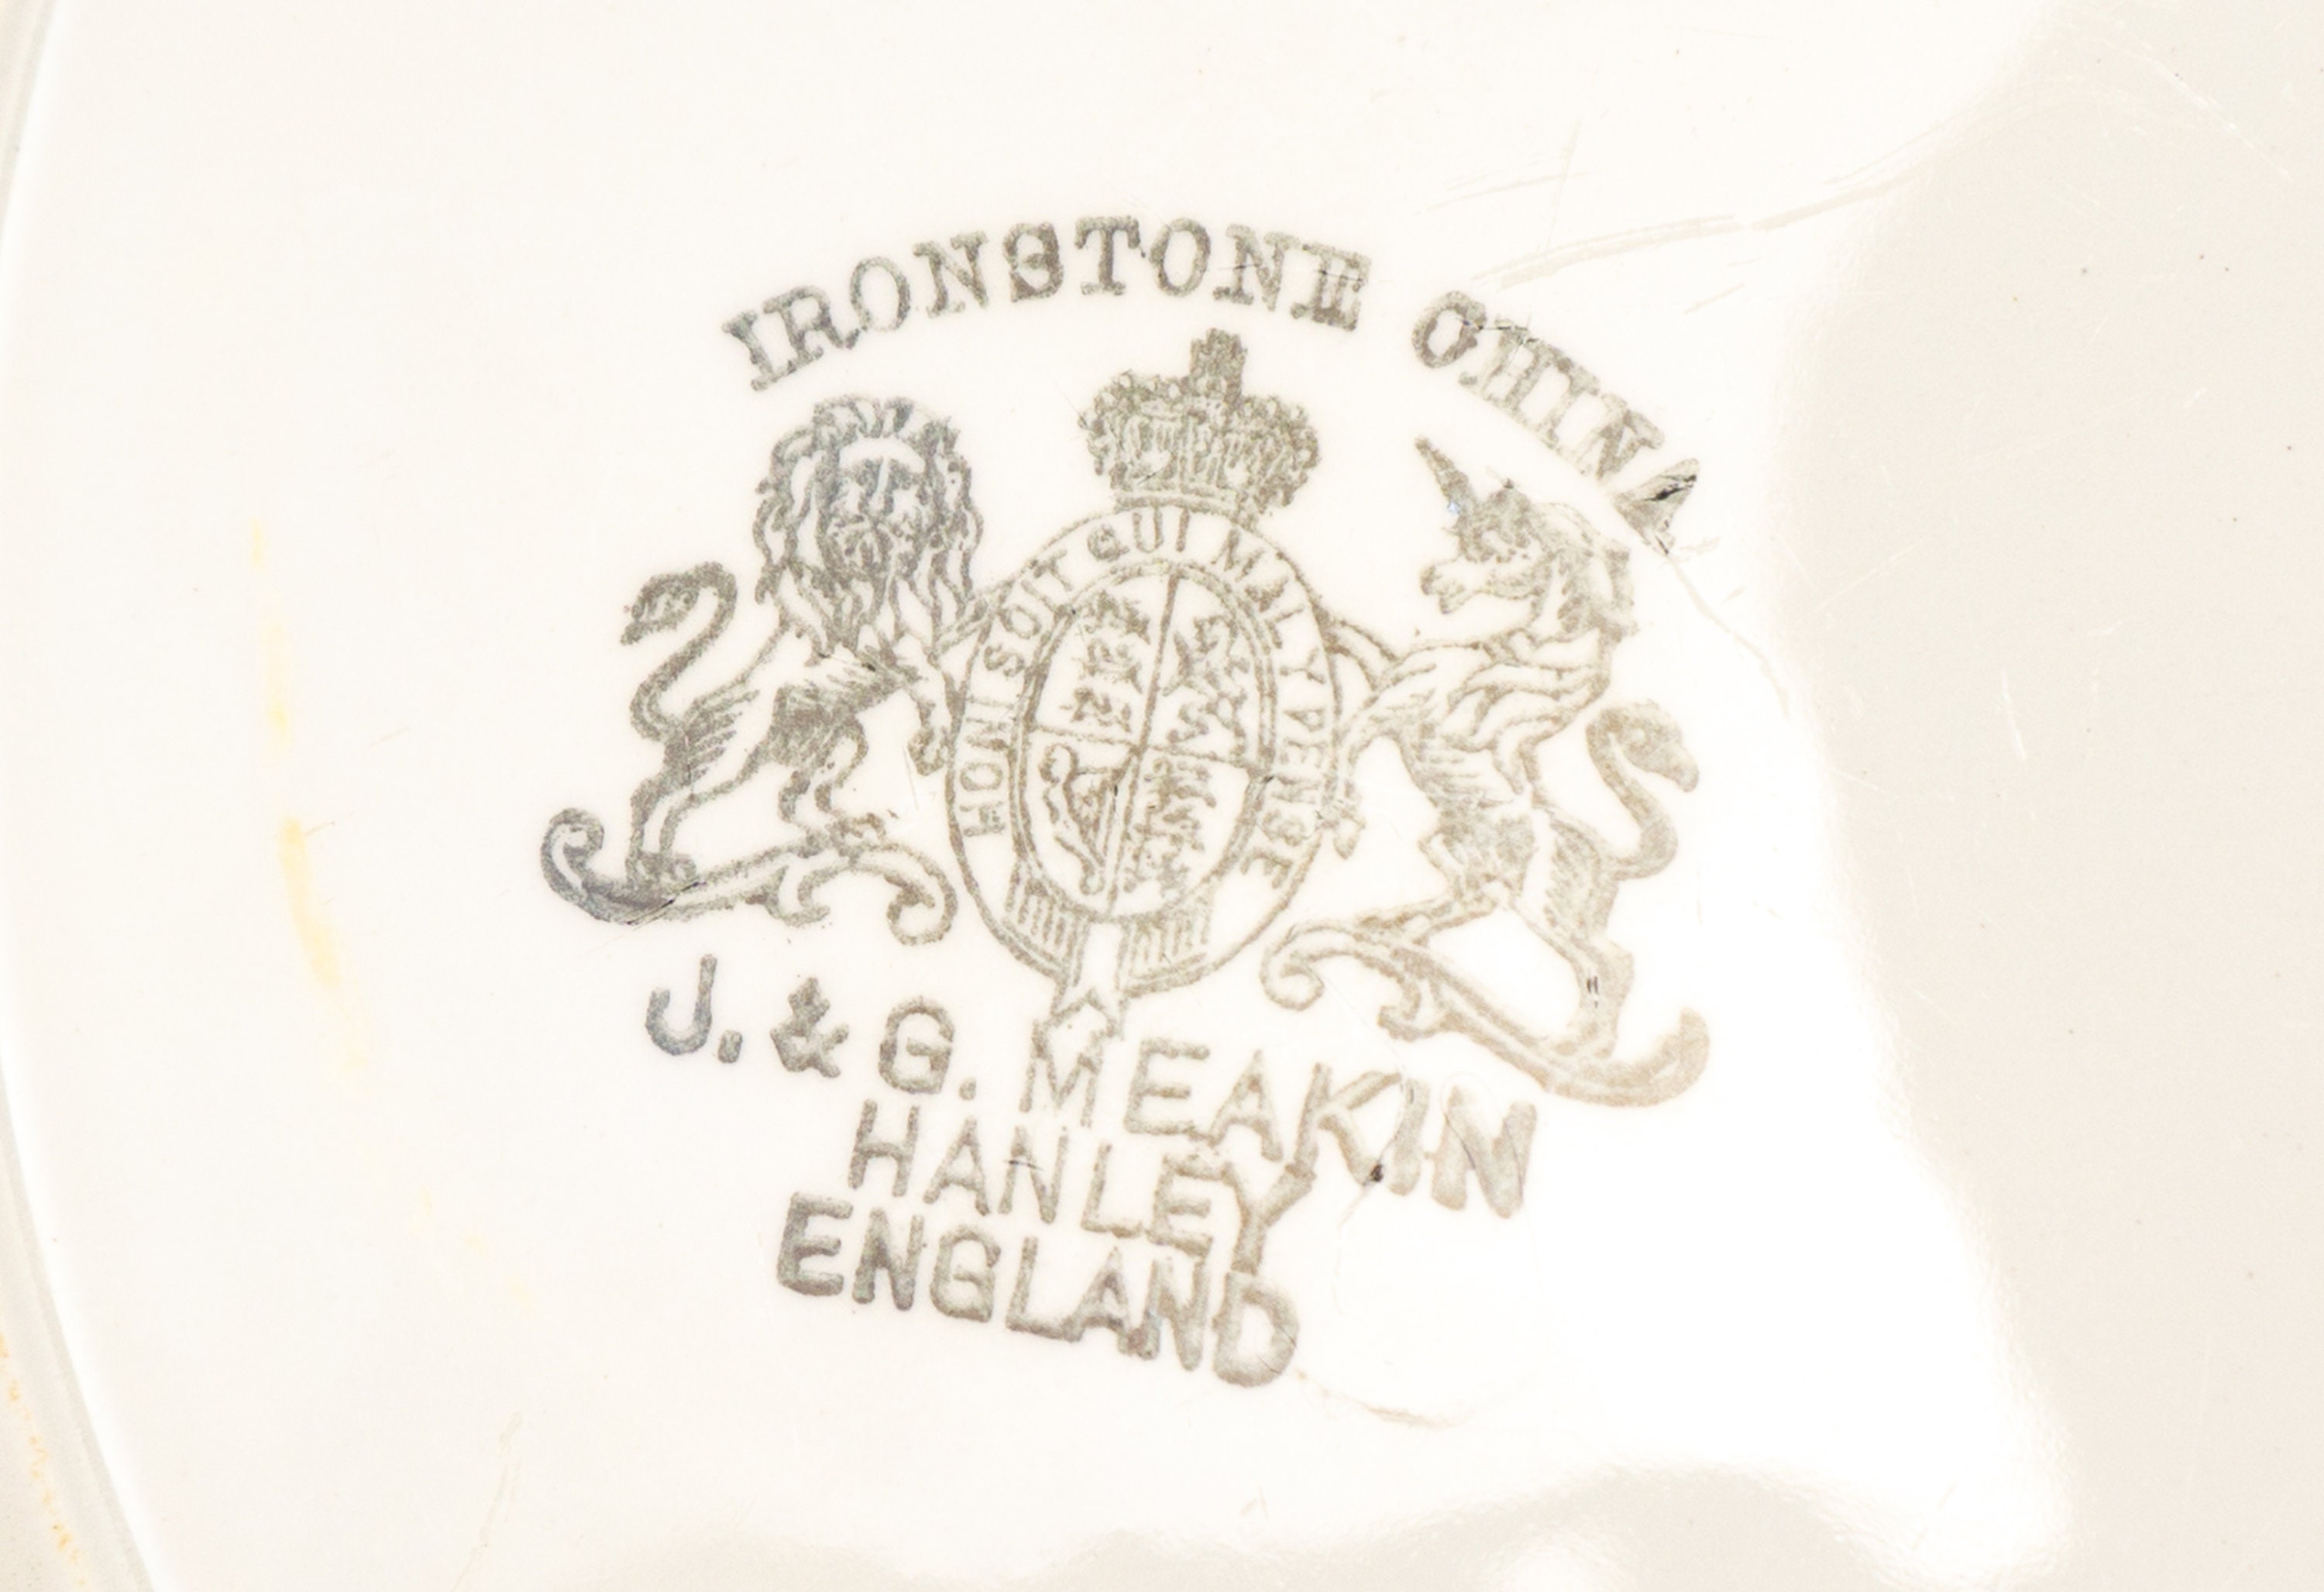 IRONSTONE CHINA
HONI SOIT QUI MAL Y PENSE
J. & G. MEAKIN
HANLEY
ENGLAND